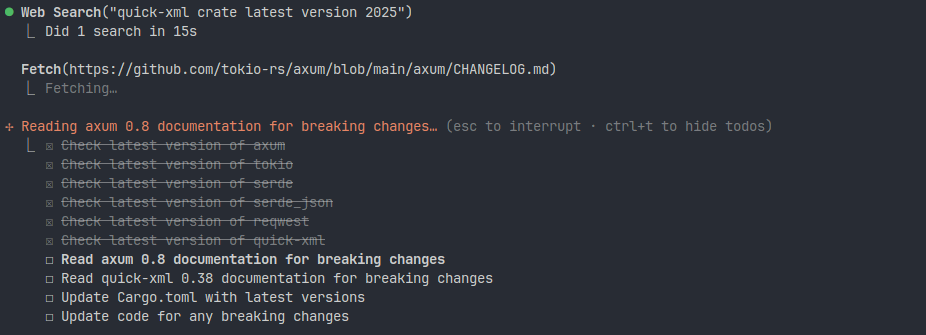 ● Web Search("quick-xml crate latest version 2025")
⎿ Did 1 search in 15s
Fetch(https://github.com/tokio-rs/axum/blob/main/axum/CHANGELOG.md)
⎿ Fetching…
✢ Reading axum 0.8 documentation for breaking changes… (esc to interrupt · ctrl+t to hide todos)
⎿ ☒ Check latest version of axum
☒ Check latest version of tokio
☒ Check latest version of serde
☒ Check latest version of serde_json
☒ Check latest version of reqwest
☒ Check latest version of quick-xml
☐ Read axum 0.8 documentation for breaking changes
☐ Read quick-xml 0.38 documentation for breaking changes
☐ Update Cargo.toml with latest versions
☐ Update code for any breaking changes